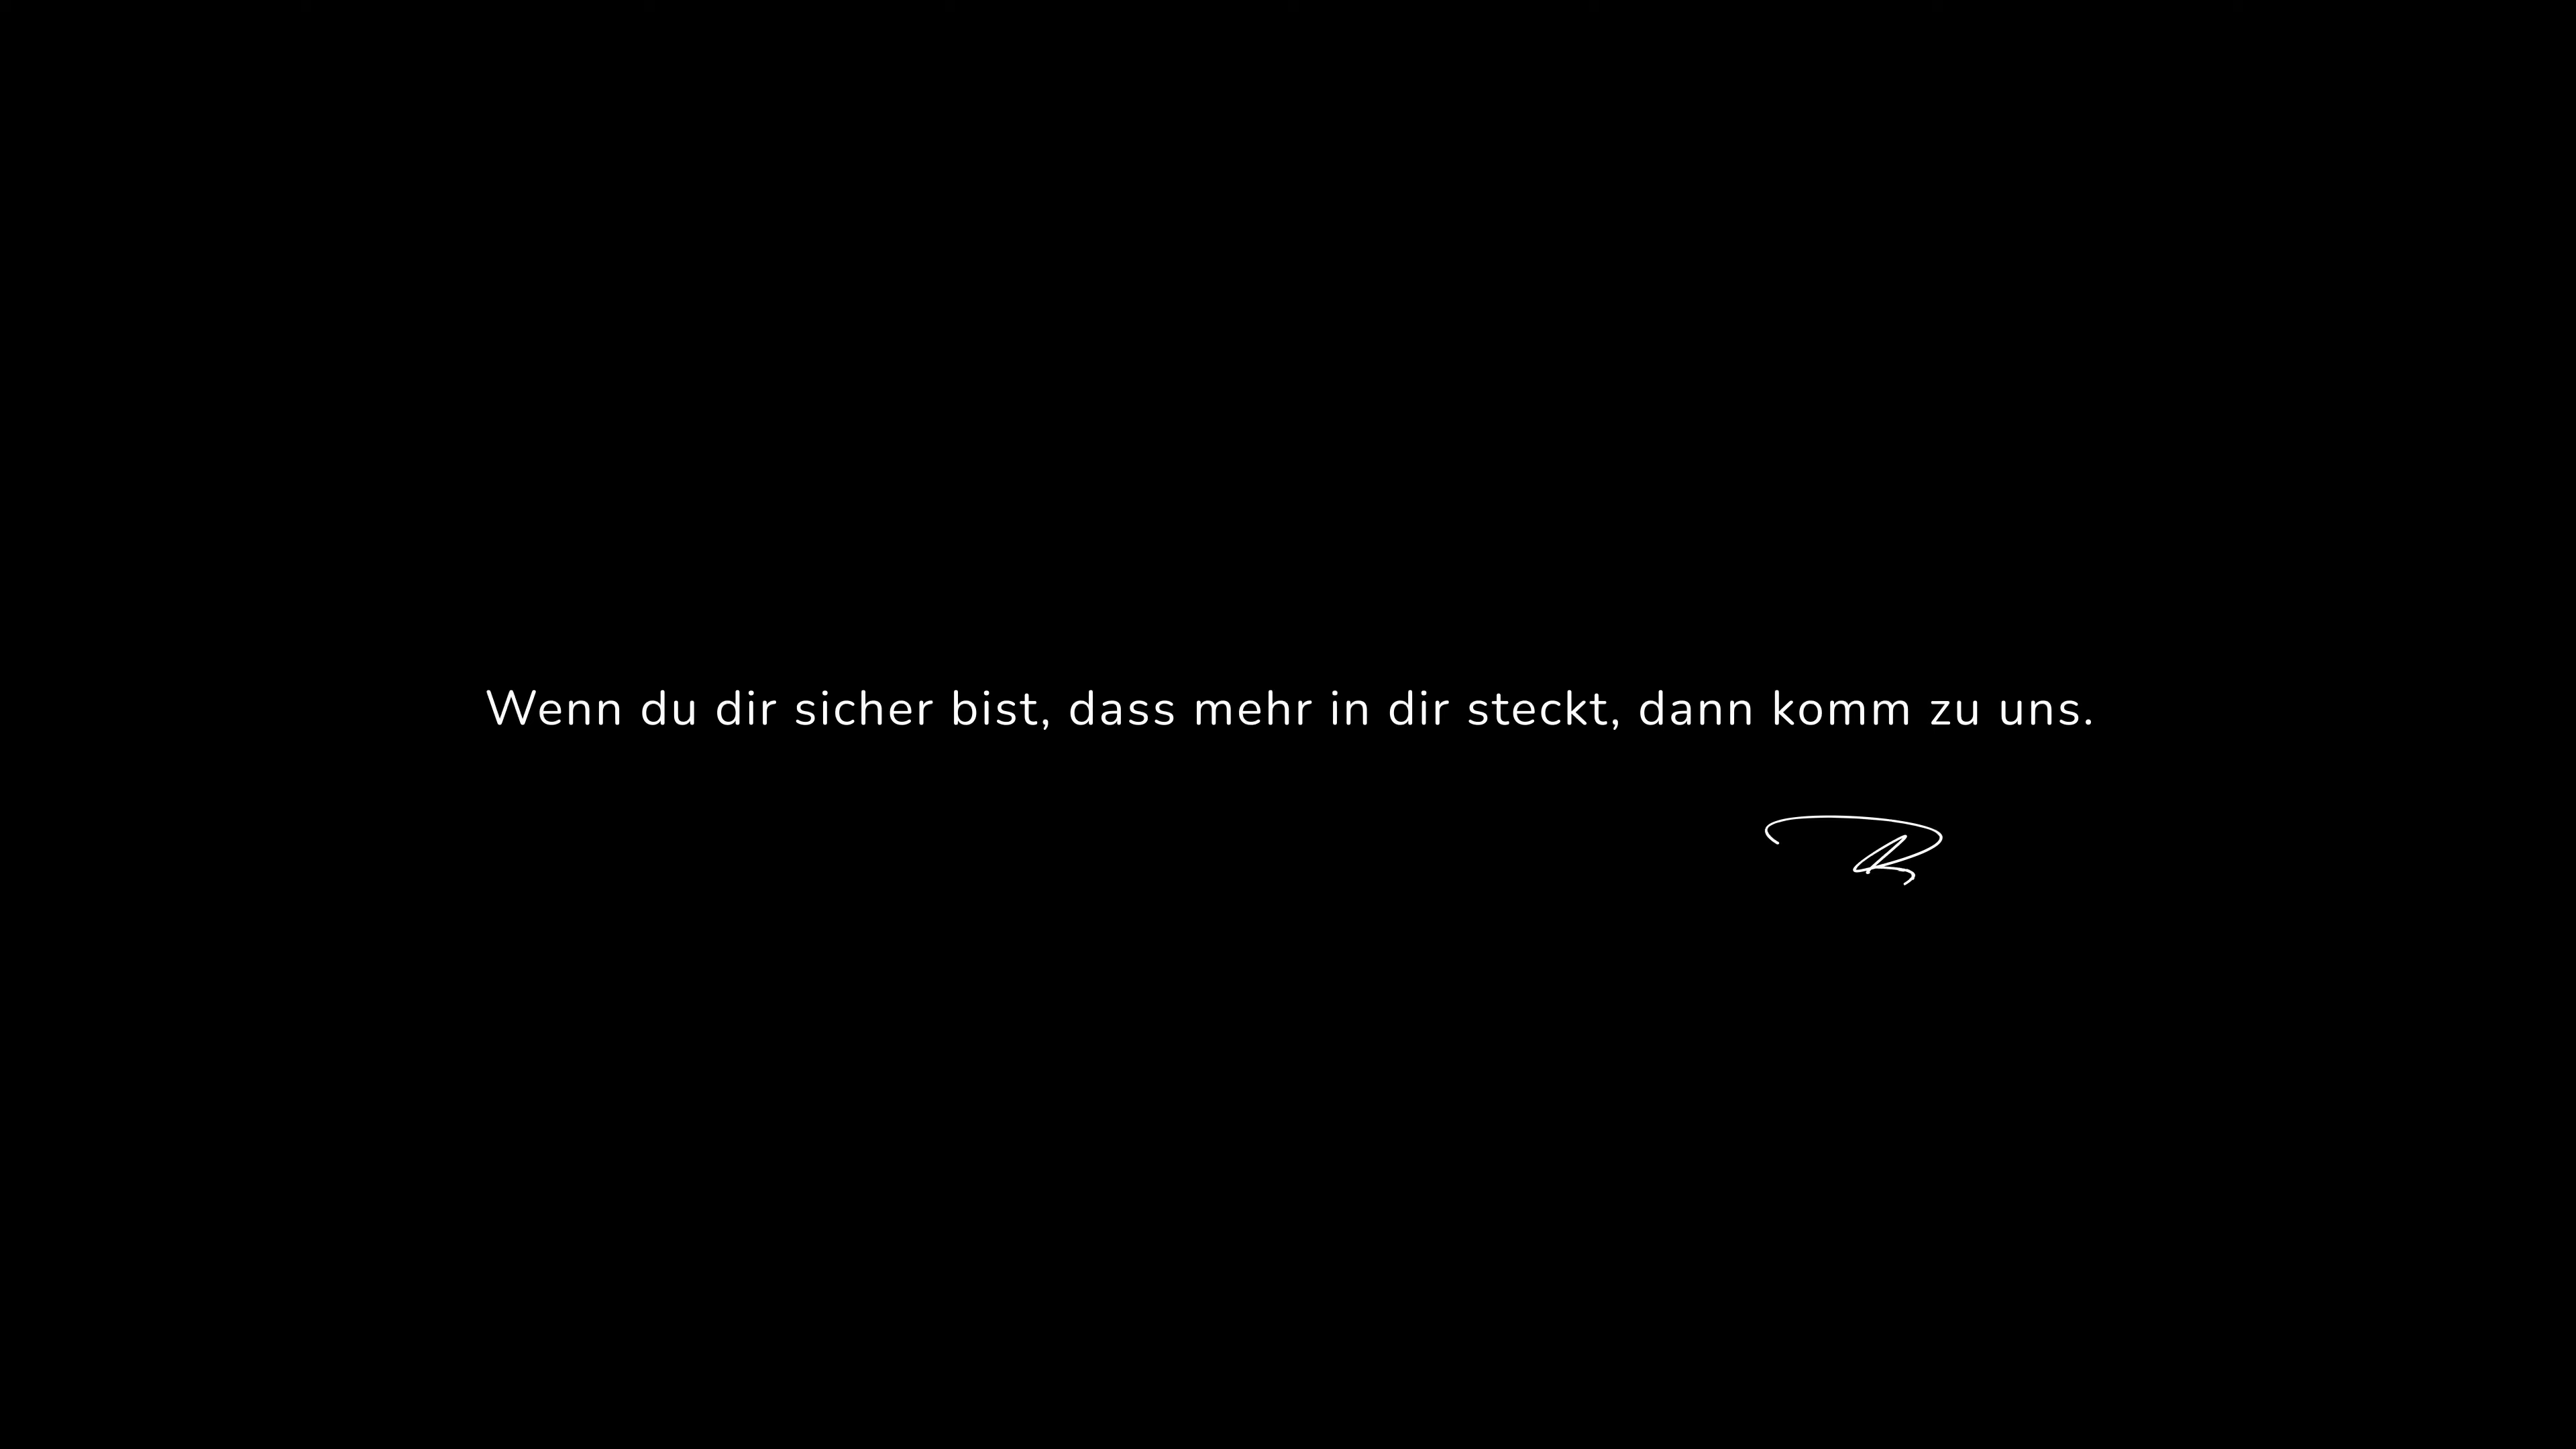 Wenn du dir sicher bist, dass mehr in dir steckt, dann komm zu uns.